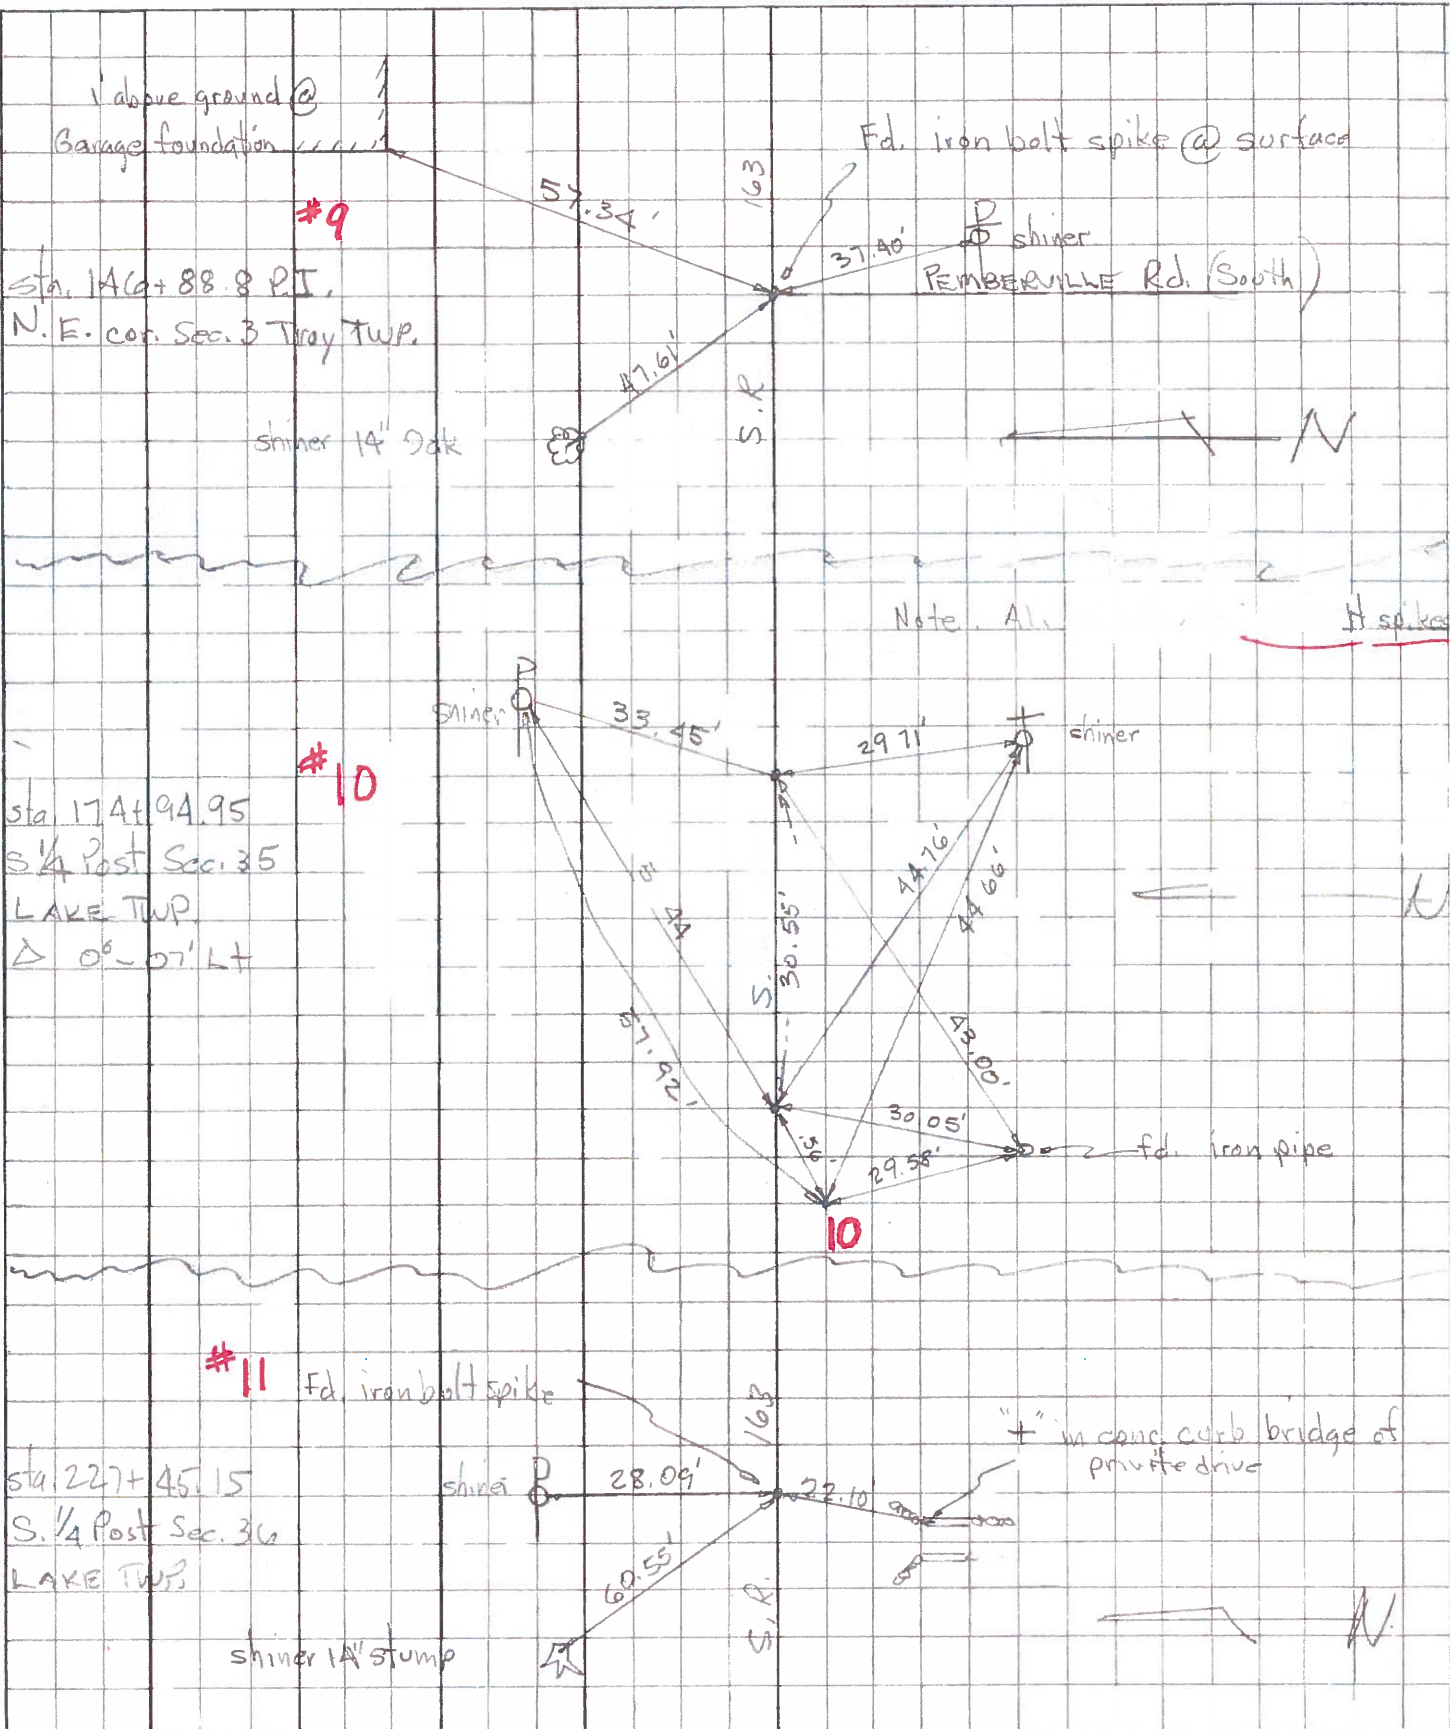 1' above ground @
Garage foundation
Fd. iron bolt spike @ surface
163
57.34'
#9
37.40'
P
shiner
PEMBERVILLE Rd. (South)
sta. 146+88.8 P.I.
N.E. cor. Sec. 3 Troy TWP.
47.61'
S.R.
shiner 14" Oak
N
Note
spikes
P
shiner
33.45'
29.71'
shiner
#10
sta 174+94.95
S 1/4 Post Sec. 35
LAKE TWP.
Δ 0°-07' Lt
44.76'
44.66'
44
S.
30.55'
57.92'
43.00'
30.05'
.56'
29.58'
fd. iron pipe
10
#11
Fd. iron bolt spike
163
"+" in conc. curb bridge of
private drive
sta 227+45.15
S. 1/4 Post Sec. 36
LAKE TWP.
shiner
P
28.09'
22.10'
60.55'
S.R.
shiner 14" stump
N